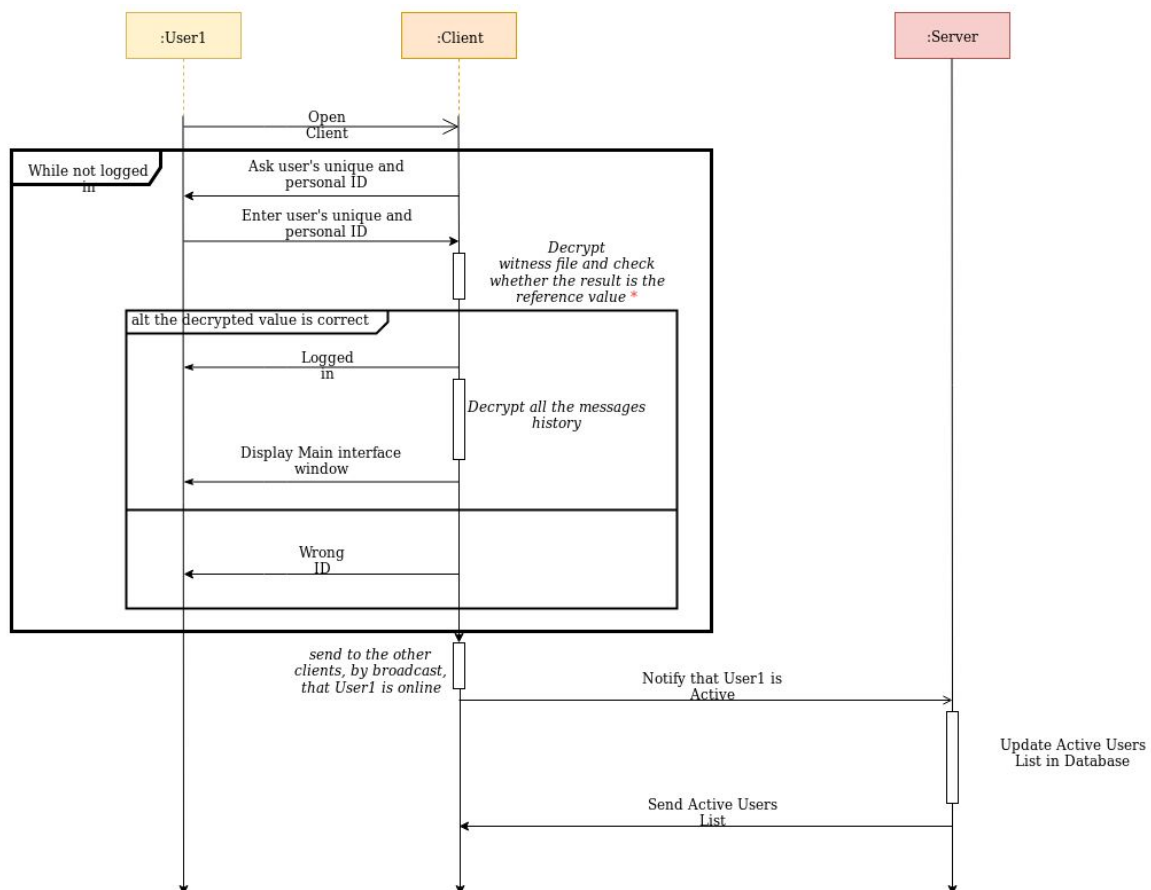 :User1
:Client
:Server
Open
Client
While not logged
in
Ask user's unique and
personal ID
Enter user's unique and
personal ID
Decrypt
witness file and check
whether the result is the
reference value *
alt the decrypted value is correct
Logged
in
Decrypt all the messages
history
Display Main interface
window
Wrong
ID
send to the other
clients, by broadcast,
that User1 is online
Notify that User1 is
Active
Update Active Users
List in Database
Send Active Users
List